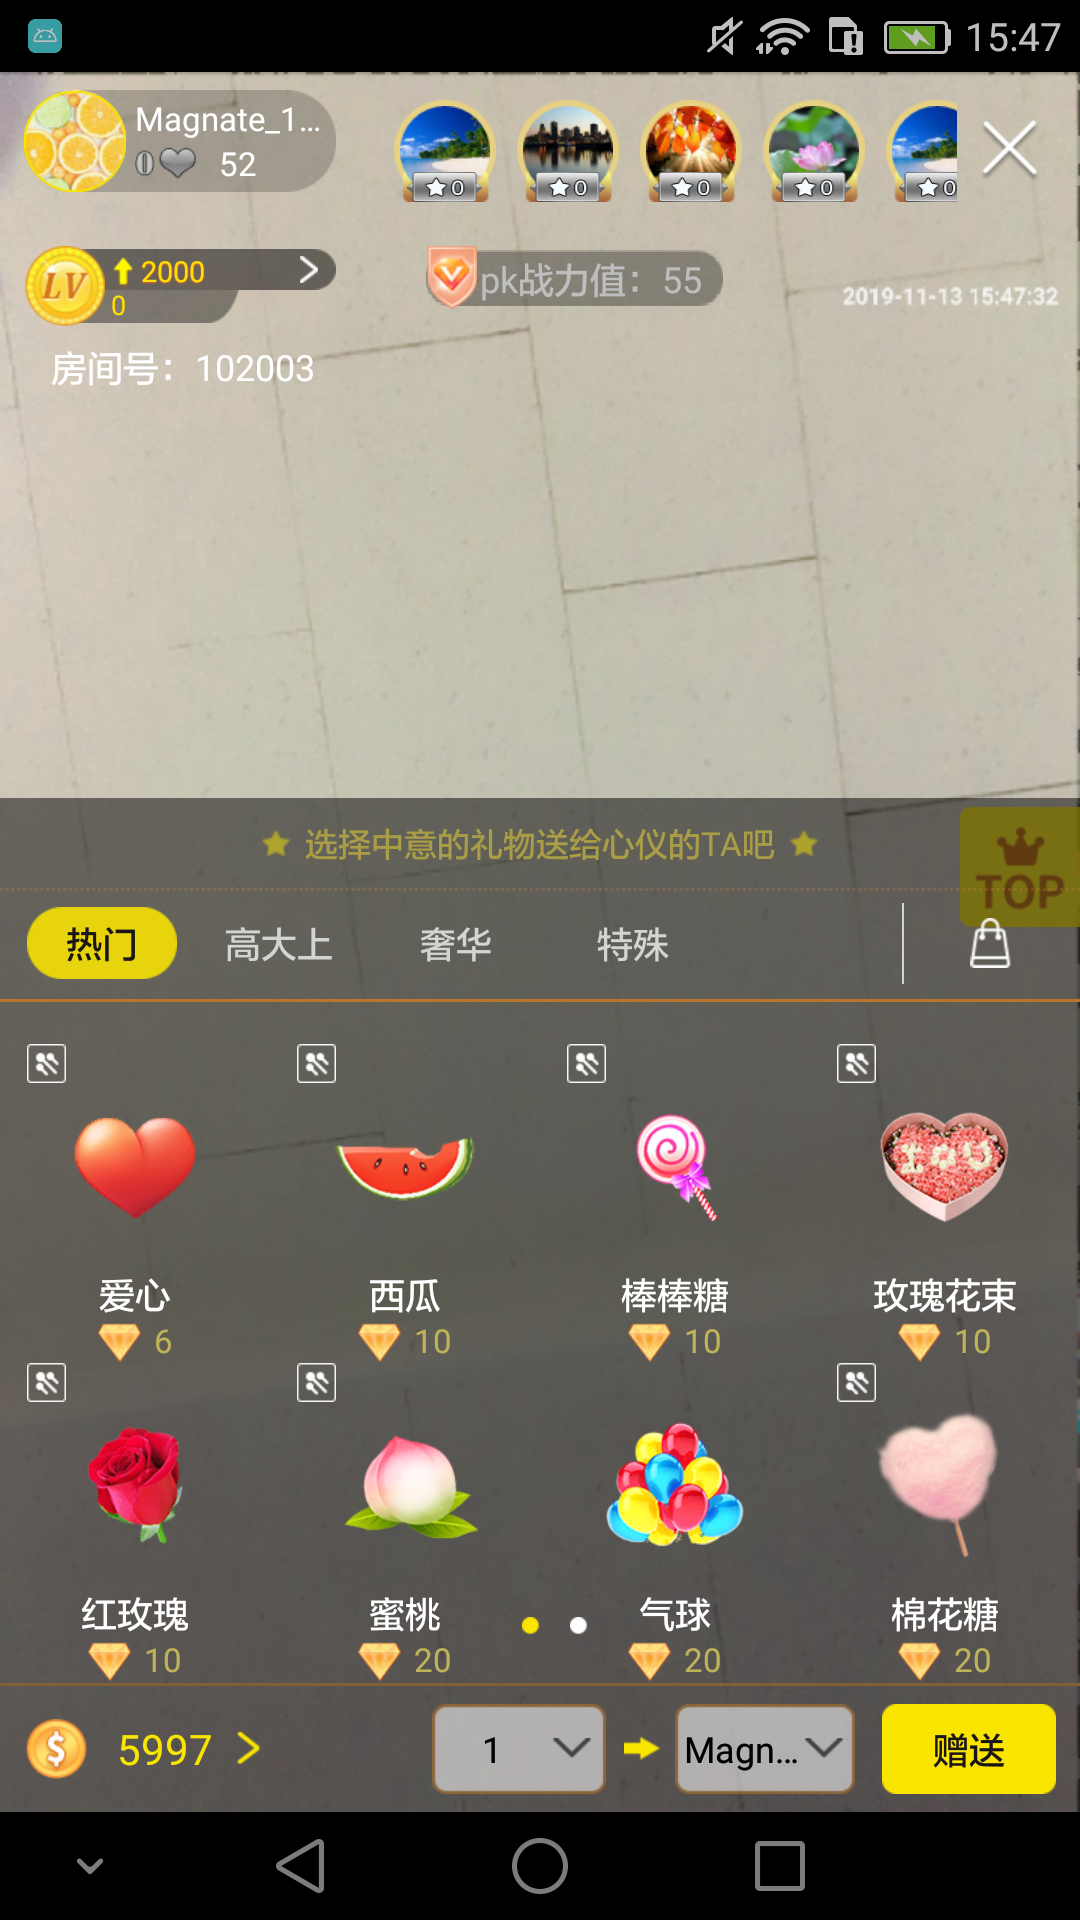 15:47
Magnate_1...
0 52
0 0 0 0 0
LV 2000
0
pk战力值：55
2019-11-13 15:47:32
房间号：102003
选择中意的礼物送给心仪的TA吧
TOP
热门 高大上 奢华 特殊
爱心 西瓜 棒棒糖 玫瑰花束
6 10 10 10
红玫瑰 蜜桃 气球 棉花糖
10 20 20 20
$ 5997 1 Magn... 赠送